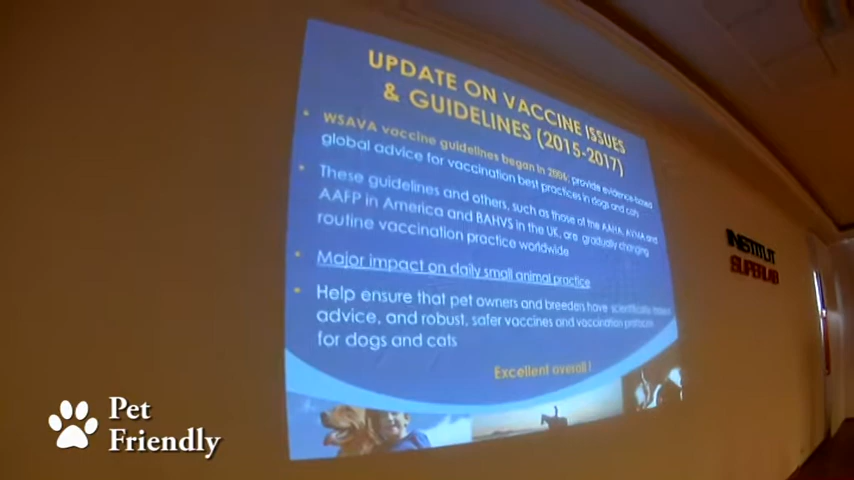 UPDATE ON VACCINE ISSUES
& GUIDELINES (2015-2017)
• WSAVA vaccine guidelines began in 2006, provide evidence-based
global advice for vaccination best practices in dogs and cats
• These guidelines and others, such as those of the AAHA, AVMA and
AAFP in America and BAHVS in the UK, are gradually changing
routine vaccination practice worldwide
• Major impact on daily small animal practice
• Help ensure that pet owners and breeders have scientifically
advice, and robust, safer vaccines and vaccination protocols
for dogs and cats
Excellent overall !
INSTITUT
SUPERLAB
Pet
Friendly